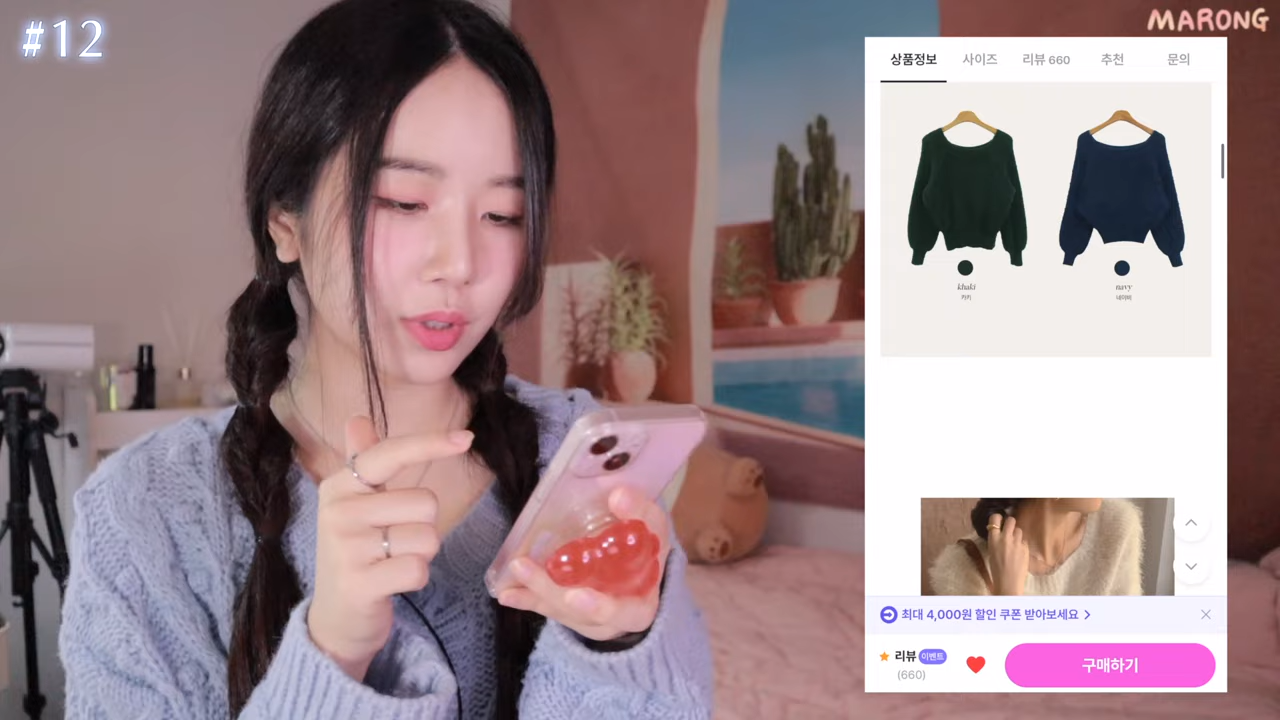 #12
MARONG
상품정보 사이즈 리뷰 660 추천 문의
khaki navy
카키 네이비
최대 4,000원 할인 쿠폰 받아보세요
리뷰 이벤트
(660)
구매하기